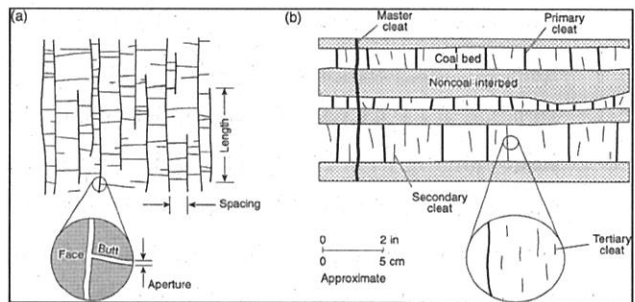 (a)
Length
Spacing
Face
Butt
Aperture
(b)
Master
cleat
Primary
cleat
Coal bed
Noncoal interbed
Secondary
cleat
Tertiary
cleat
0 2 in
0 5 cm
Approximate